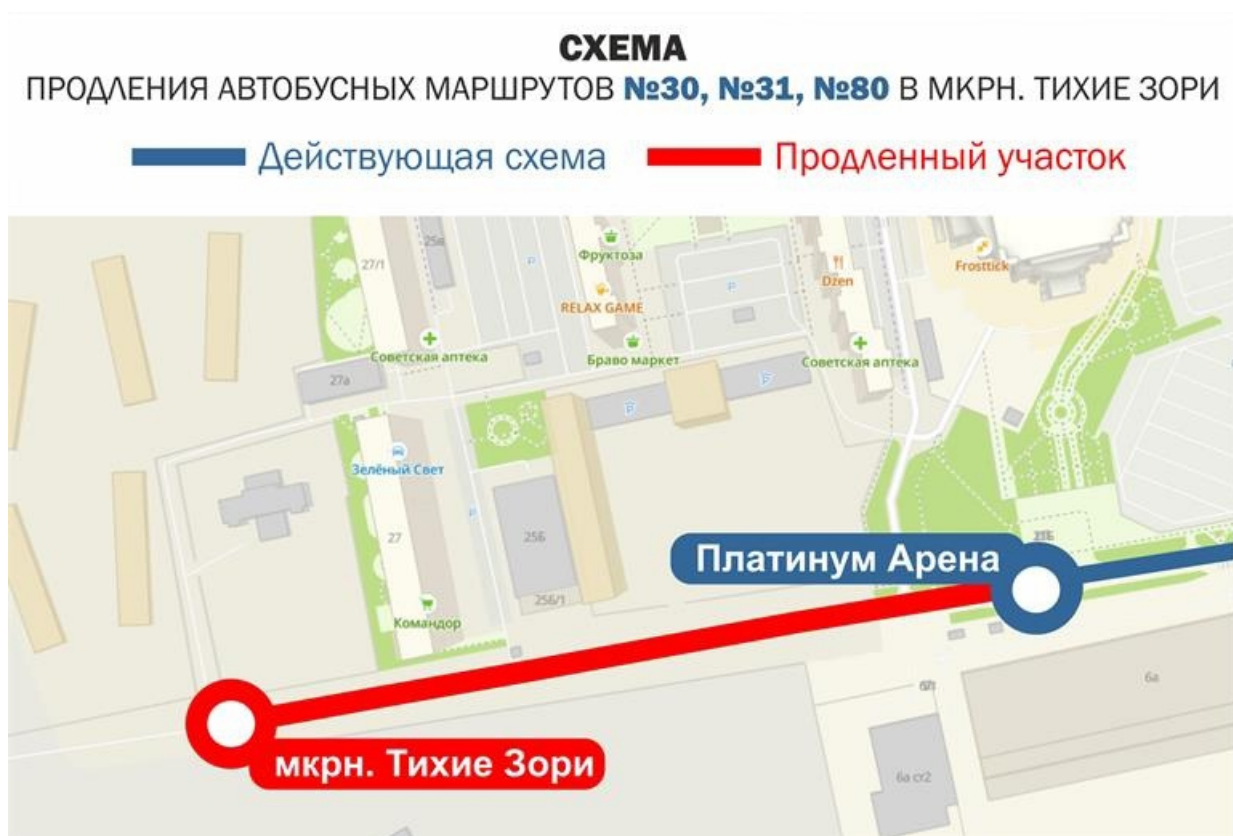 СХЕМА
ПРОДЛЕНИЯ АВТОБУСНЫХ МАРШРУТОВ №30, №31, №80 В МКРН. ТИХИЕ ЗОРИ
Действующая схема Продленный участок
25в
Фруктоза
27/1
P
Frosttick
Dzen
P
RELAX GAME
Советская аптека
Браво маркет
Советская аптека
27а
P
P
Зелёный Свет
P
27
25Б
Платинум Арена
25б/1
Командор
6а
мкрн. Тихие Зори
6а ст2